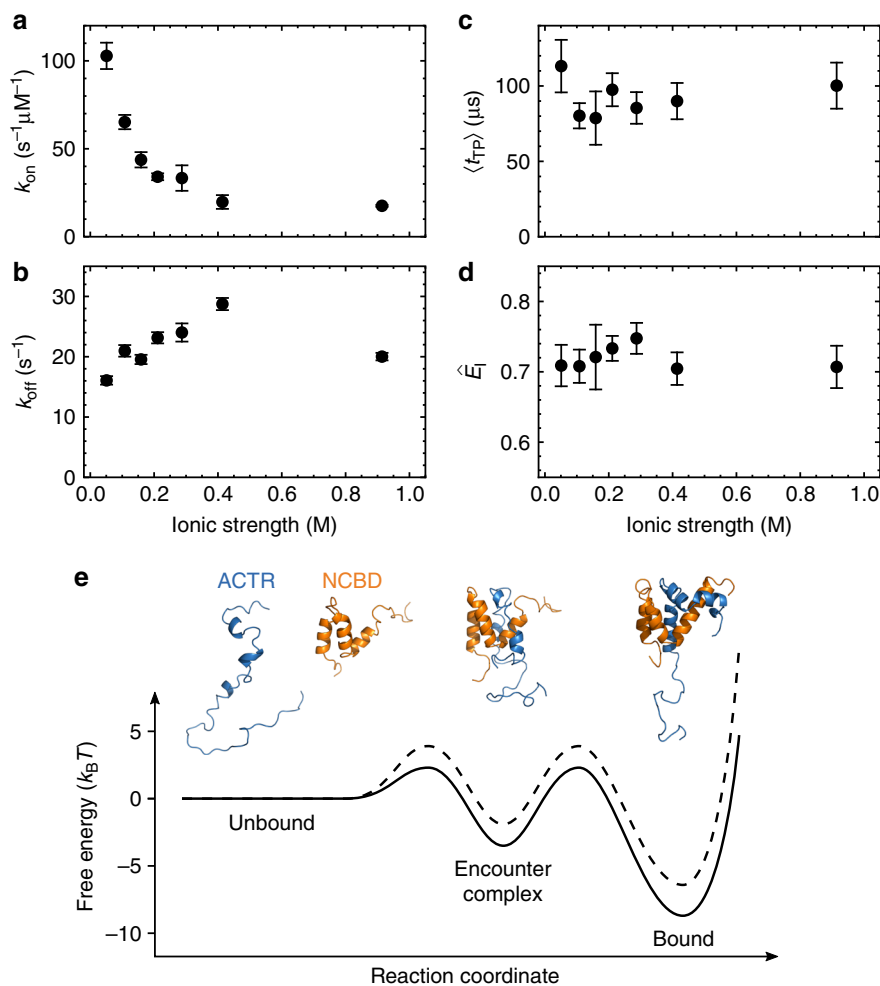 a
k_on (s⁻¹μM⁻¹)
100
50
0
b
k_off (s⁻¹)
30
20
10
0
0.0 0.2 0.4 0.6 0.8 1.0
Ionic strength (M)
c
⟨t_TP⟩ (μs)
100
50
0
d
Ê_I
0.8
0.7
0.6
0.0 0.2 0.4 0.6 0.8 1.0
Ionic strength (M)
e
ACTR NCBD
Free energy (k_BT)
5
0
−5
−10
Unbound
Encounter
complex
Bound
Reaction coordinate